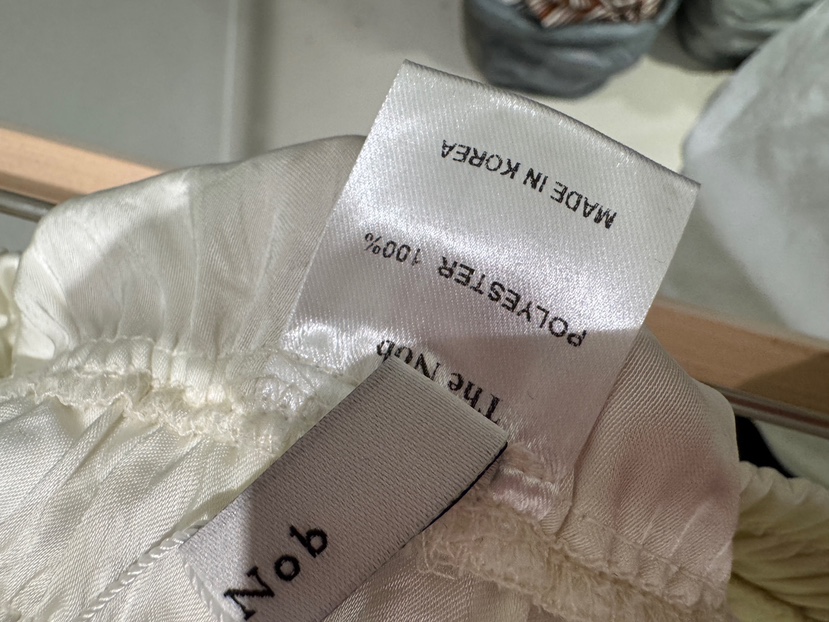 The Nob
POLYESTER 100%
MADE IN KOREA
Nob